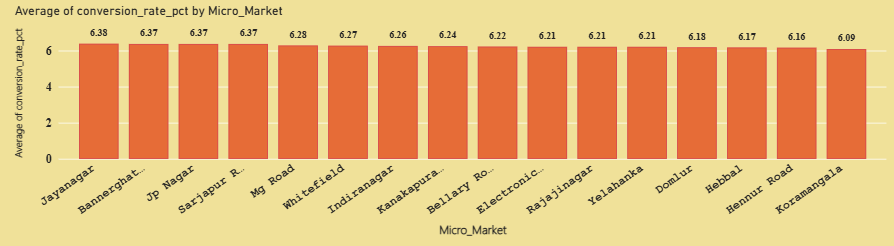 Average of conversion_rate_pct by Micro_Market
Average of conversion_rate_pct
6.38 6.37 6.37 6.37 6.28 6.27 6.26 6.24 6.22 6.21 6.21 6.21 6.18 6.17 6.16 6.09
6
4
2
0
Jayanagar
Bannerghat...
Jp Nagar
Sarjapur R...
Mg Road
Whitefield
Indiranagar
Kanakapura...
Bellary Ro...
Electronic...
Rajajinagar
Yelahanka
Domlur
Hebbal
Hennur Road
Koramangala
Micro_Market